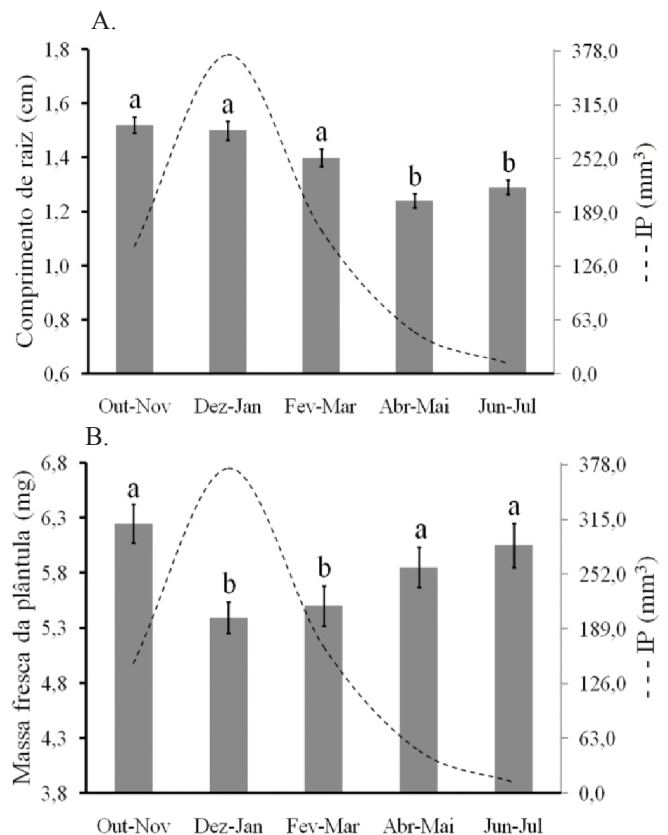 A.
Comprimento de raiz (cm)
1,8
1,6
1,4
1,2
1,0
0,8
0,6
a
a
a
b
b
378,0
315,0
252,0
189,0
126,0
63,0
0,0
--- IP (mm³)
Out-Nov Dez-Jan Fev-Mar Abr-Mai Jun-Jul
B.
Massa fresca da plântula (mg)
6,8
6,3
5,8
5,3
4,8
4,3
3,8
a
b
b
a
a
378,0
315,0
252,0
189,0
126,0
63,0
0,0
--- IP (mm³)
Out-Nov Dez-Jan Fev-Mar Abr-Mai Jun-Jul